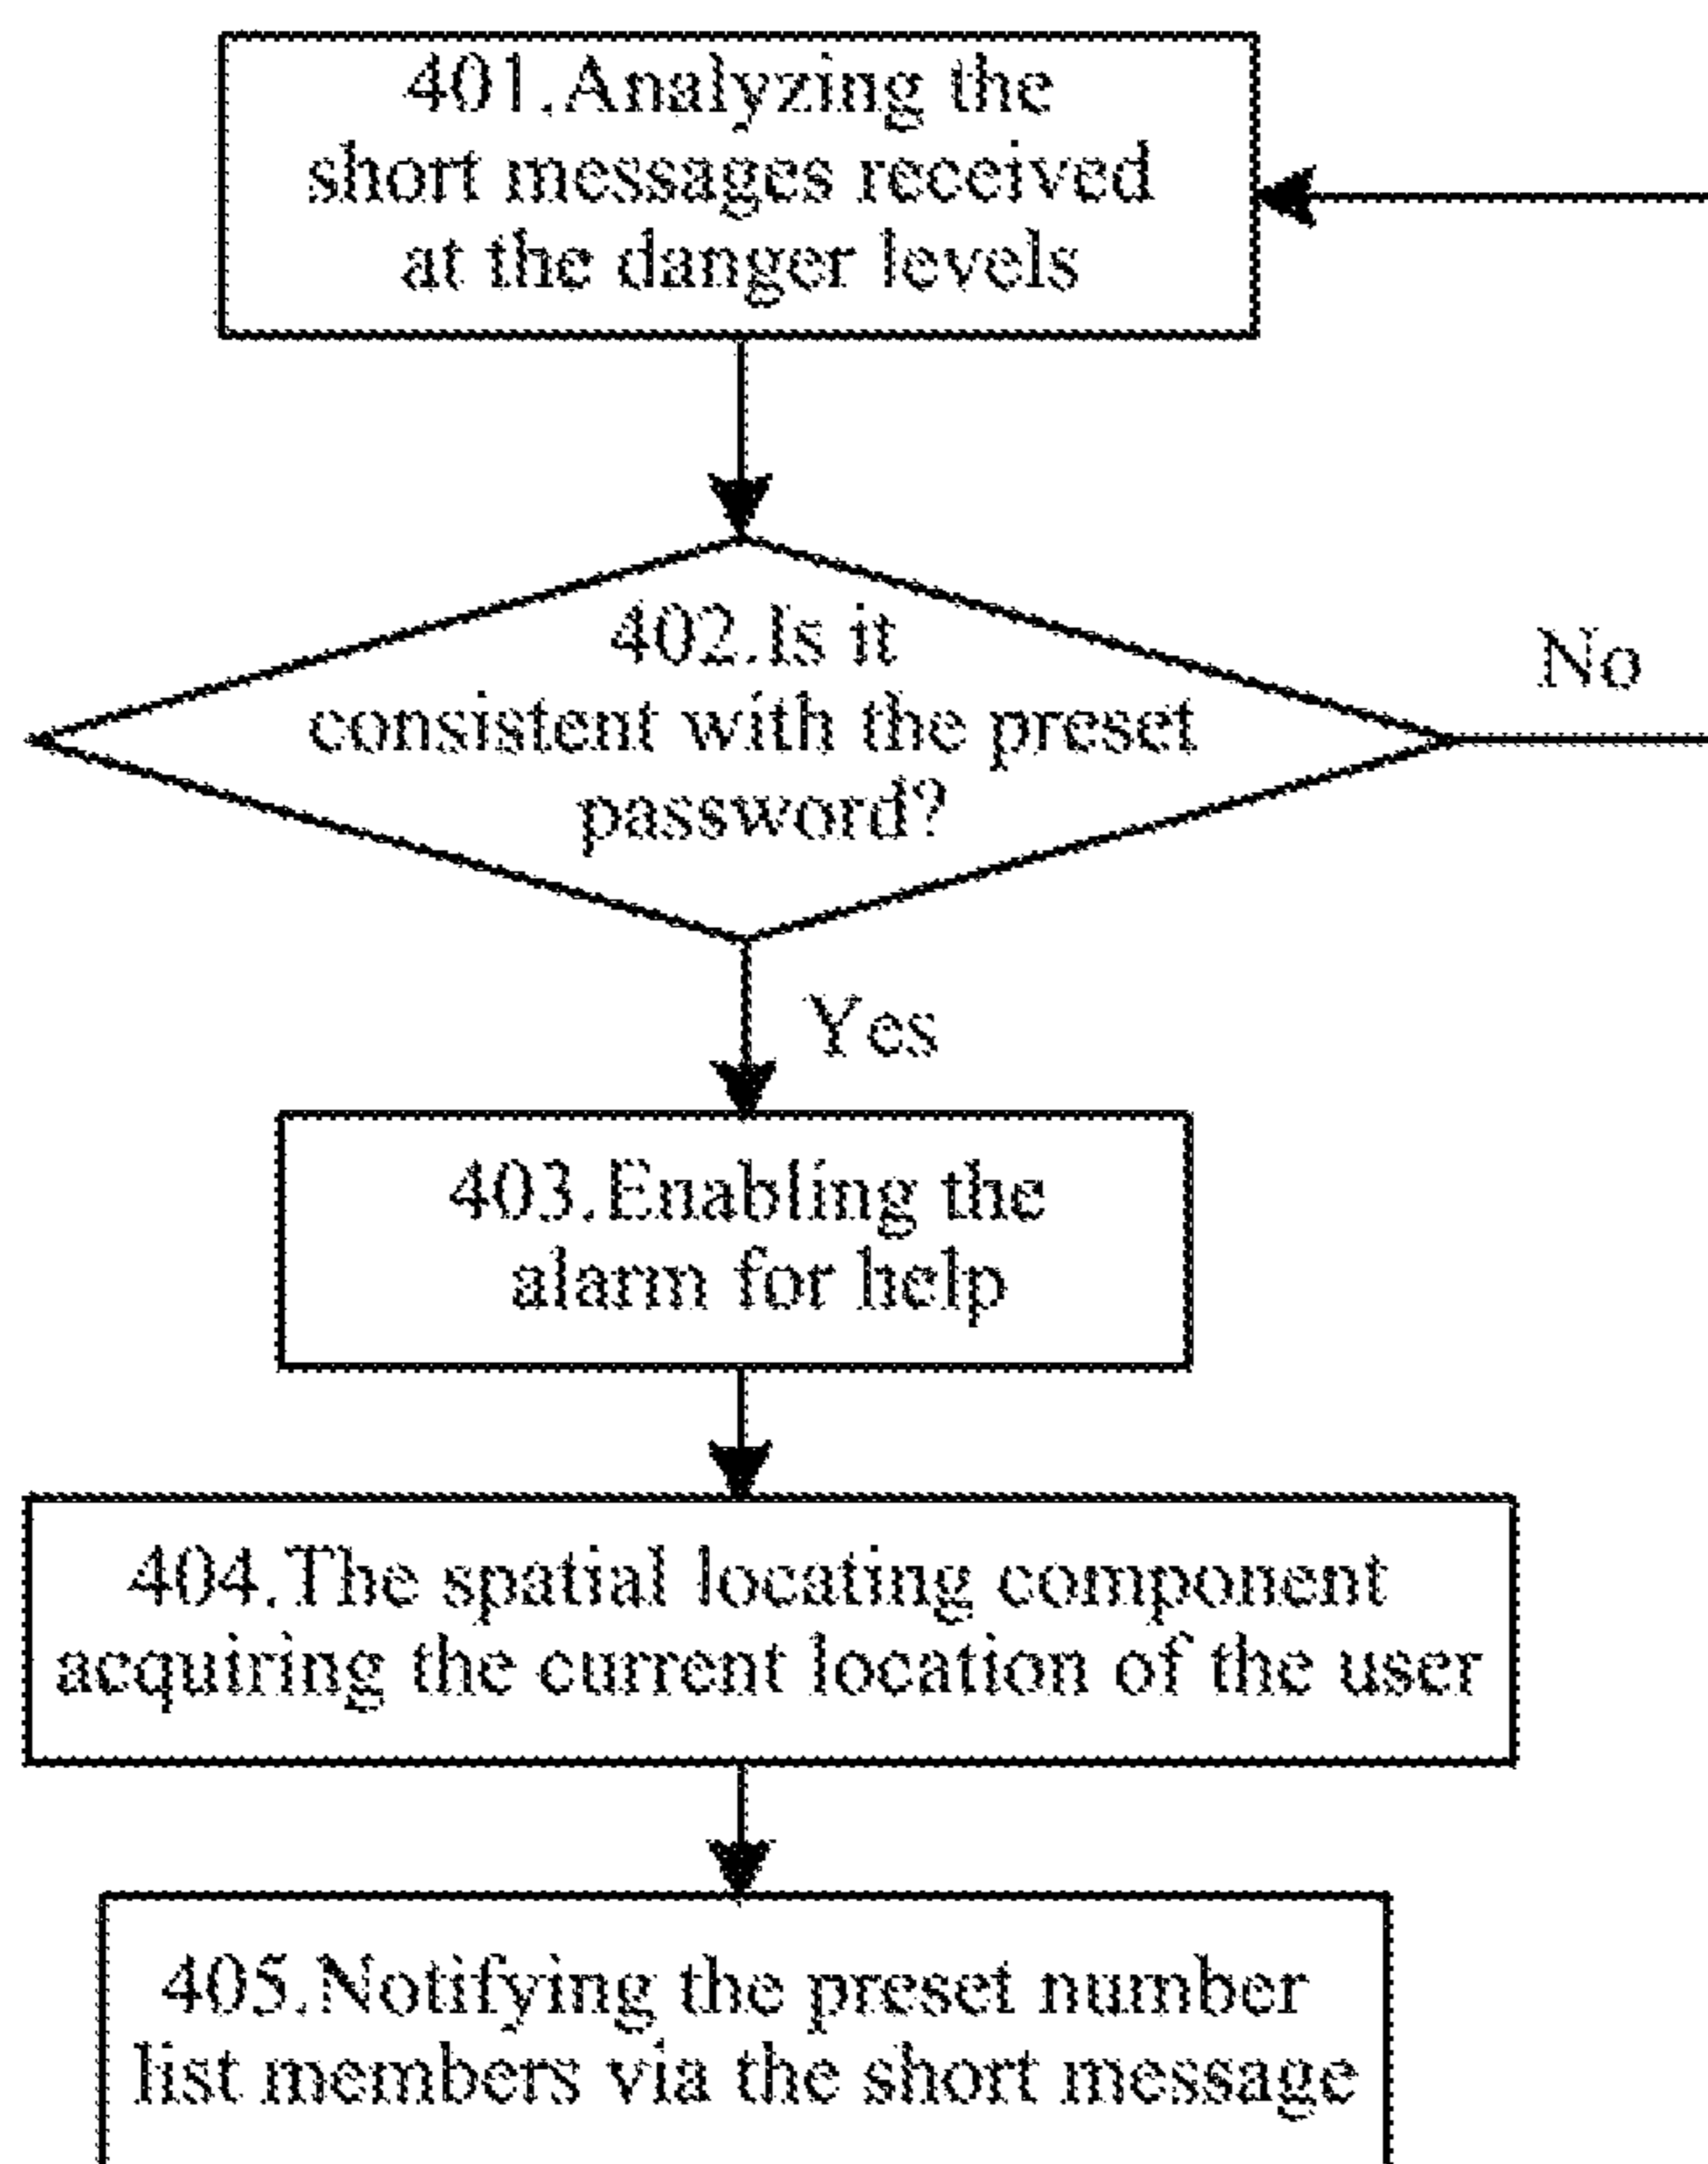 401.Analyzing the
short messages received
at the danger levels
402.Is it
consistent with the preset
password?
No
Yes
403.Enabling the
alarm for help
404.The spatial locating component
acquiring the current location of the user
405.Notifying the preset number
list members via the short message